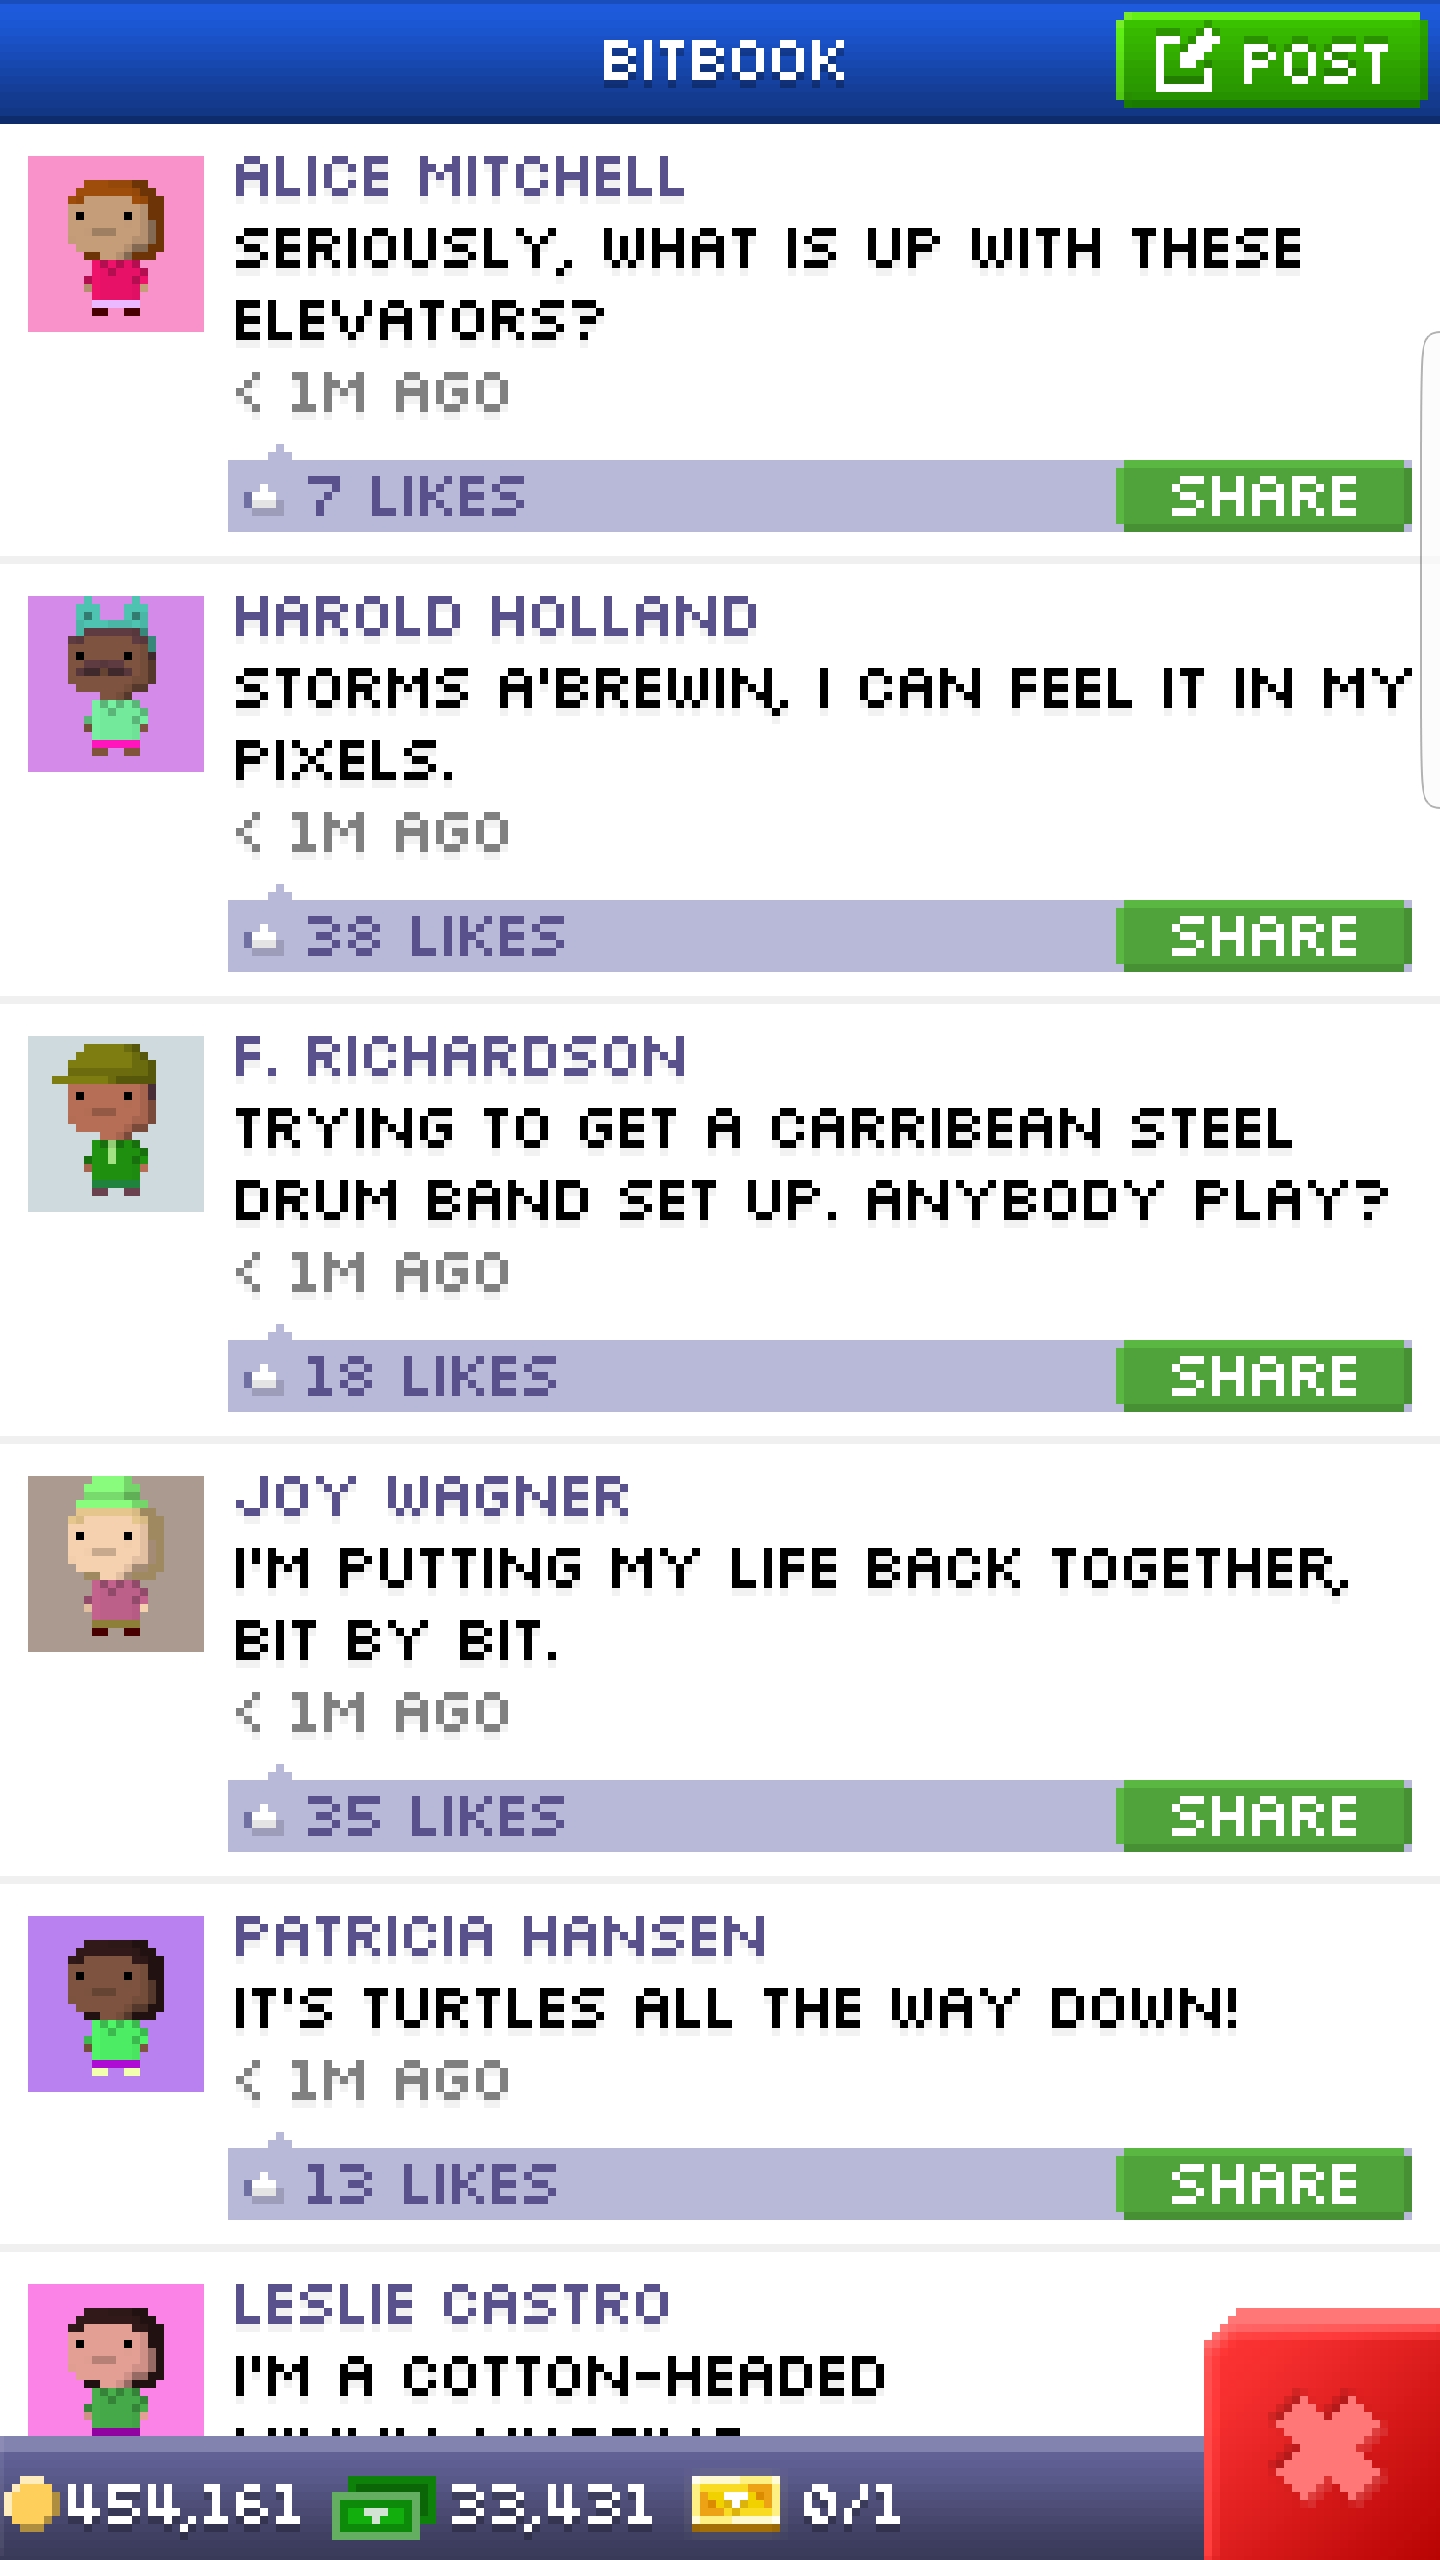 BITBOOK
POST
ALICE MITCHELL
SERIOUSLY, WHAT IS UP WITH THESE
ELEVATORS?
< 1M AGO
7 LIKES
SHARE
HAROLD HOLLAND
STORMS A'BREWIN, I CAN FEEL IT IN MY
PIXELS.
< 1M AGO
38 LIKES
SHARE
F. RICHARDSON
TRYING TO GET A CARRIBEAN STEEL
DRUM BAND SET UP. ANYBODY PLAY?
< 1M AGO
18 LIKES
SHARE
JOY WAGNER
I'M PUTTING MY LIFE BACK TOGETHER,
BIT BY BIT.
< 1M AGO
35 LIKES
SHARE
PATRICIA HANSEN
IT'S TURTLES ALL THE WAY DOWN!
< 1M AGO
13 LIKES
SHARE
LESLIE CASTRO
I'M A COTTON-HEADED
454,161
33,431
0/1